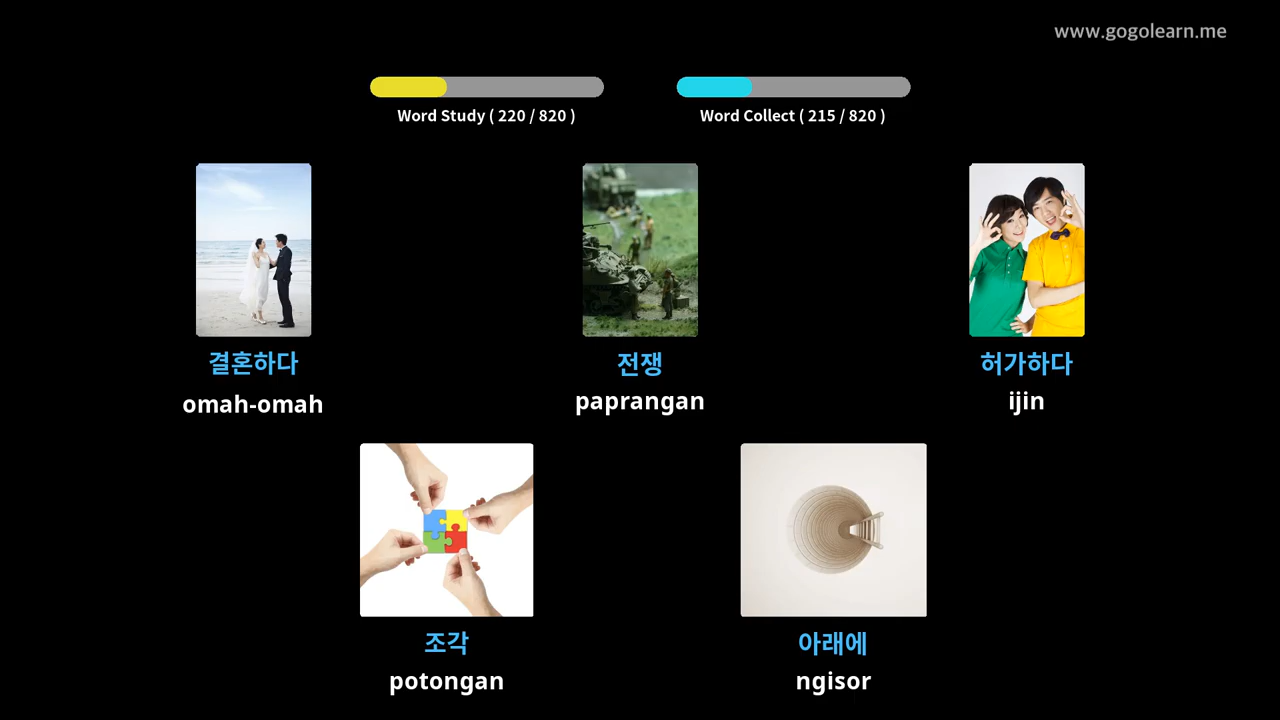 www.gogolearn.me
Word Study ( 220 / 820 )
Word Collect ( 215 / 820 )
결혼하다
omah-omah
전쟁
paprangan
허가하다
ijin
조각
potongan
아래에
ngisor